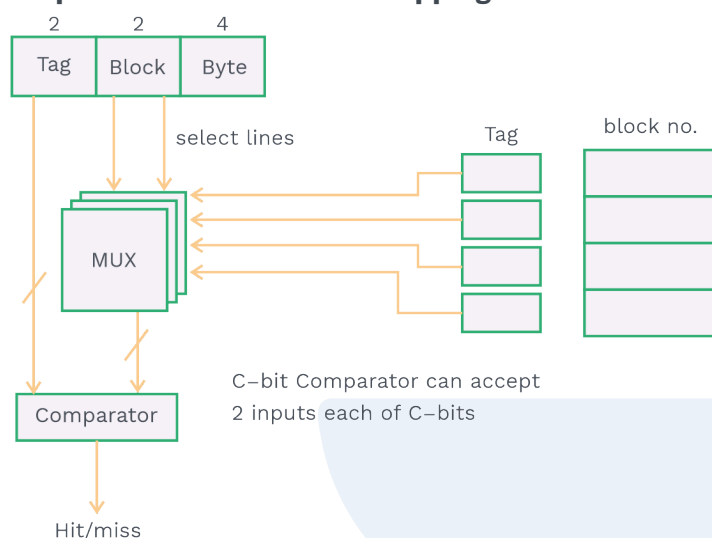 2 2 4
Tag Block Byte
select lines
Tag
block no.
MUX
C–bit Comparator can accept
2 inputs each of C–bits
Comparator
Hit/miss